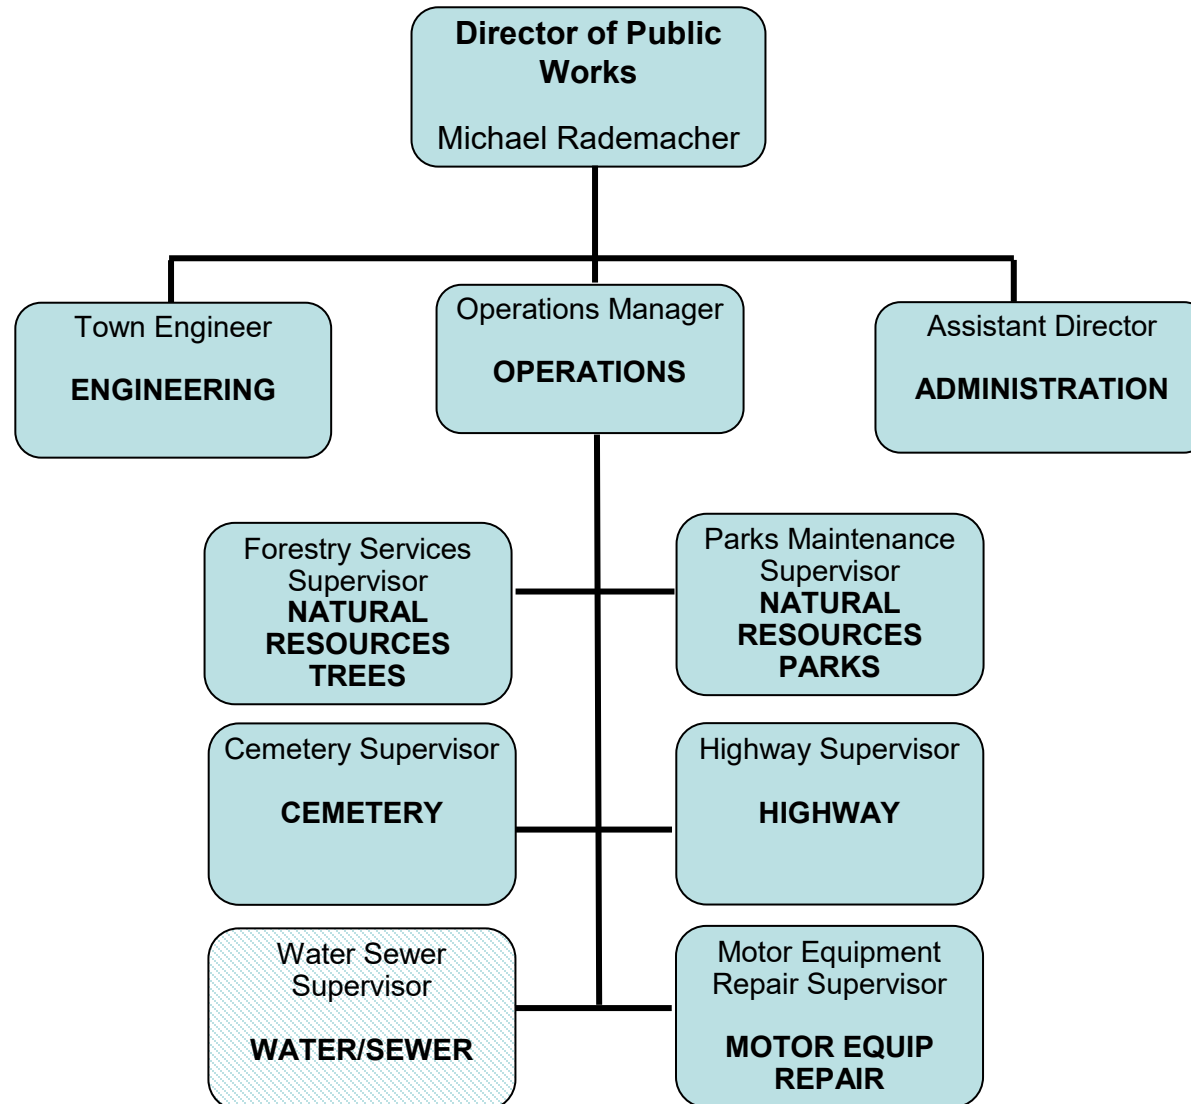 Director of Public
Works
Michael Rademacher
Town Engineer
ENGINEERING
Operations Manager
OPERATIONS
Assistant Director
ADMINISTRATION
Forestry Services
Supervisor
NATURAL
RESOURCES
TREES
Parks Maintenance
Supervisor
NATURAL
RESOURCES
PARKS
Cemetery Supervisor
CEMETERY
Highway Supervisor
HIGHWAY
Water Sewer
Supervisor
WATER/SEWER
Motor Equipment
Repair Supervisor
MOTOR EQUIP
REPAIR